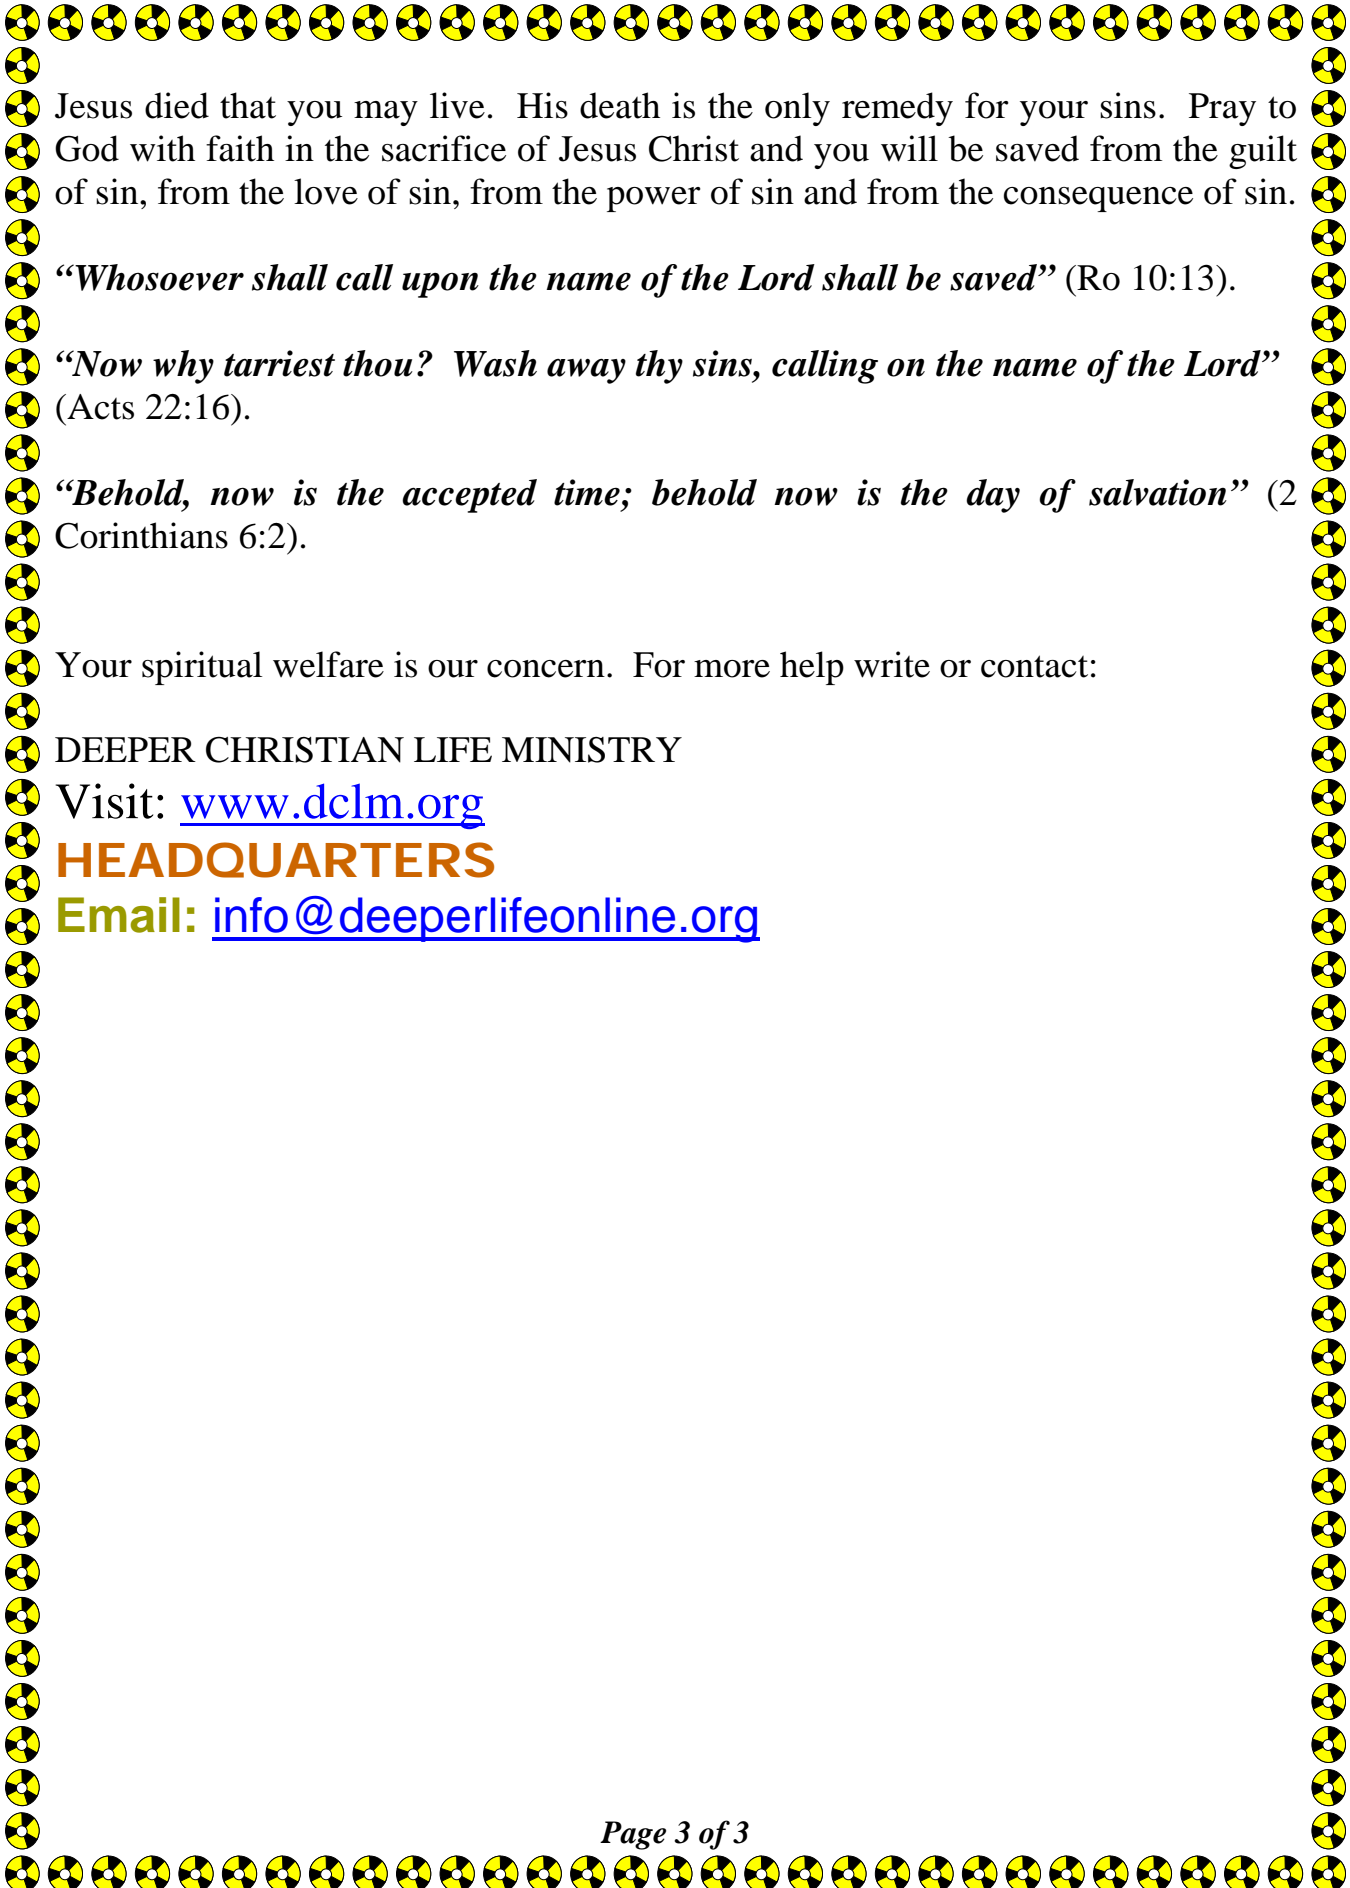 Jesus died that you may live.  His death is the only remedy for your sins.  Pray to
God with faith in the sacrifice of Jesus Christ and you will be saved from the guilt
of sin, from the love of sin, from the power of sin and from the consequence of sin.
“Whosoever shall call upon the name of the Lord shall be saved” (Ro 10:13).
“Now why tarriest thou?  Wash away thy sins, calling on the name of the Lord”
(Acts 22:16).
“Behold, now is the accepted time; behold now is the day of salvation” (2
Corinthians 6:2).
Your spiritual welfare is our concern.  For more help write or contact:
DEEPER CHRISTIAN LIFE MINISTRY
Visit: www.dclm.org
HEADQUARTERS
Email: info@deeperlifeonline.org
Page 3 of 3